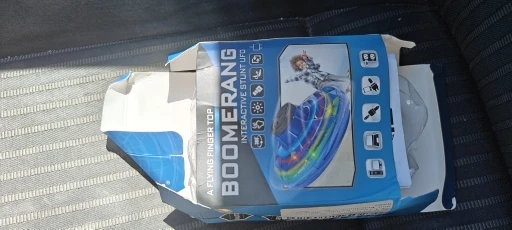 A FLYING FINGER TOP
BOOMERANG
INTERACTIVE STUNT UFO